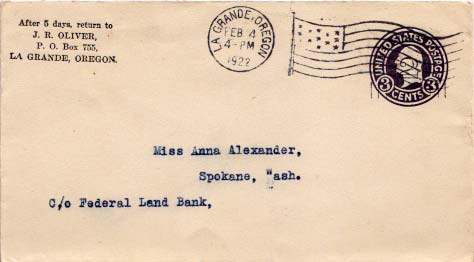 After 5 days, return to
J. R. OLIVER,
P. O. Box 755,
LA GRANDE, OREGON.
LA GRANDE, OREGON
FEB 4
4-PM
1922
UNITED STATES POSTAGE
3 CENTS 3
Miss Anna Alexander,
Spokane, Wash.
C/o Federal Land Bank,